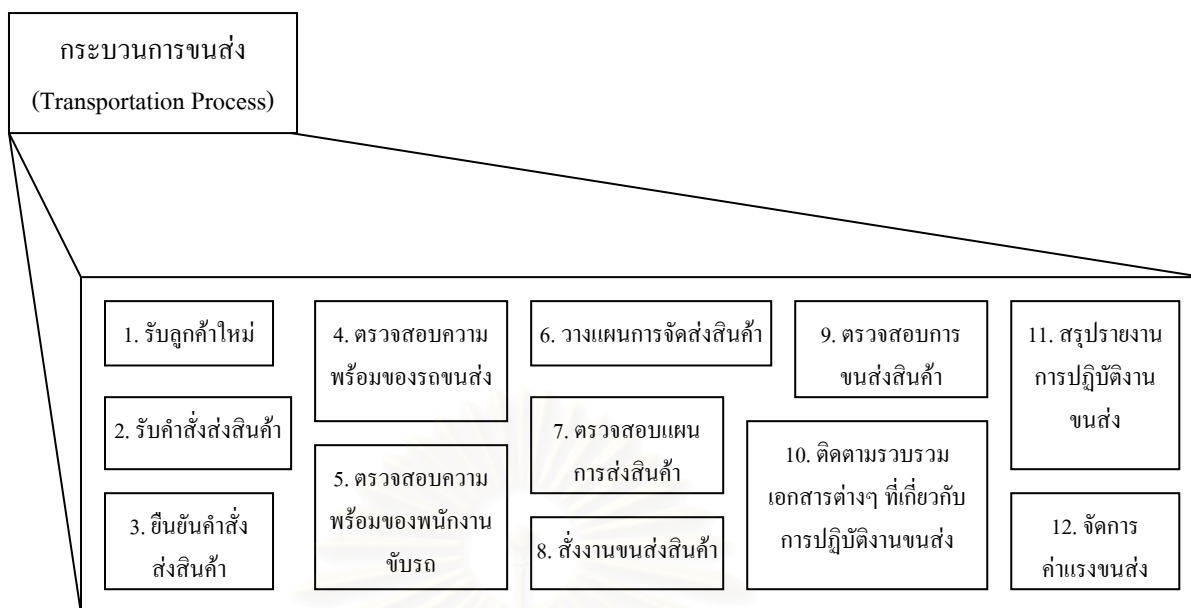 กระบวนการขนส่ง
(Transportation Process)
1. รับลูกค้าใหม่
2. รับคำสั่งส่งสินค้า
3. ยืนยันคำสั่ง
ส่งสินค้า
4. ตรวจสอบความ
พร้อมของรถขนส่ง
5. ตรวจสอบความ
พร้อมของพนักงาน
ขับรถ
6. วางแผนการจัดส่งสินค้า
7. ตรวจสอบแผน
การส่งสินค้า
8. สั่งงานขนส่งสินค้า
9. ตรวจสอบการ
ขนส่งสินค้า
10. ติดตามรวบรวม
เอกสารต่างๆ ที่เกี่ยวกับ
การปฏิบัติงานขนส่ง
11. สรุปรายงาน
การปฏิบัติงาน
ขนส่ง
12. จัดการ
ค่าแรงขนส่ง